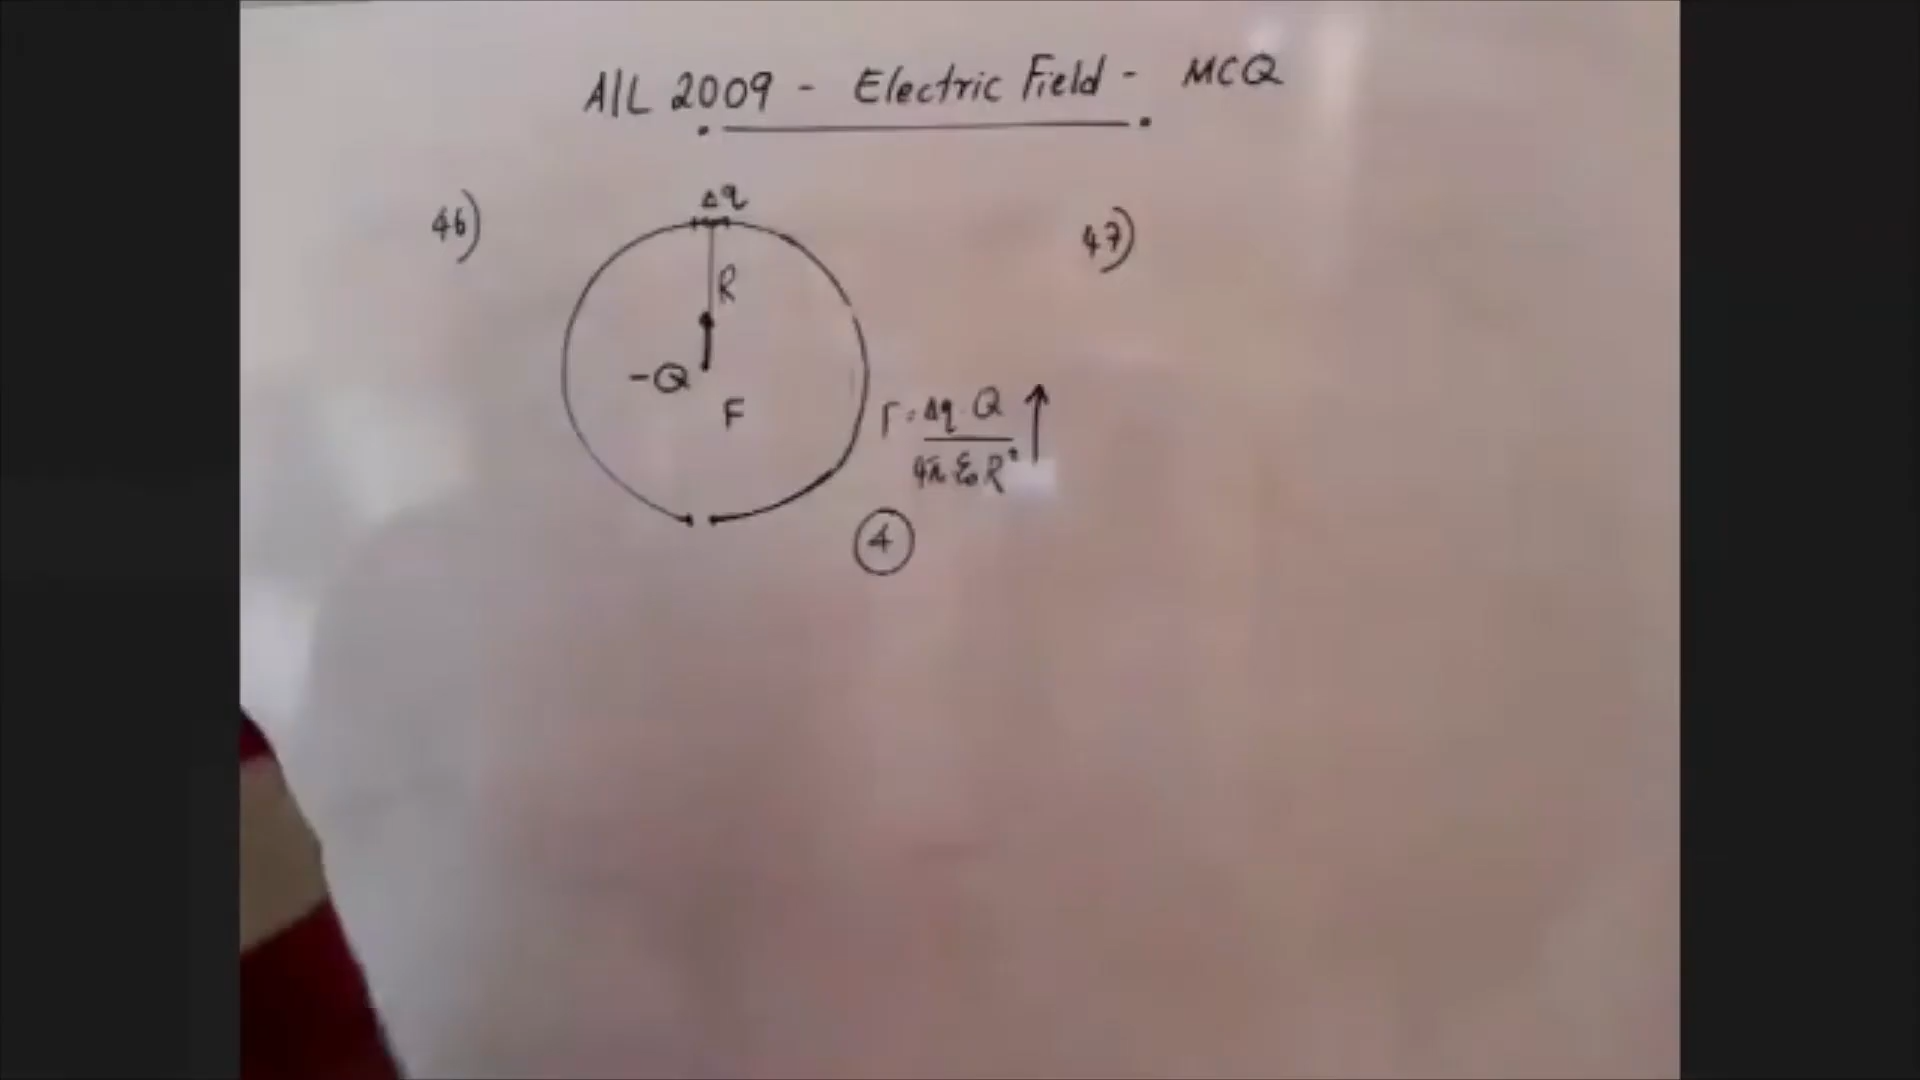 A/L 2009 - Electric Field - MCQ
46)
Δq
R
-Q
F
F = Δq · Q / 4π ε₀ R² ↑
4
47)